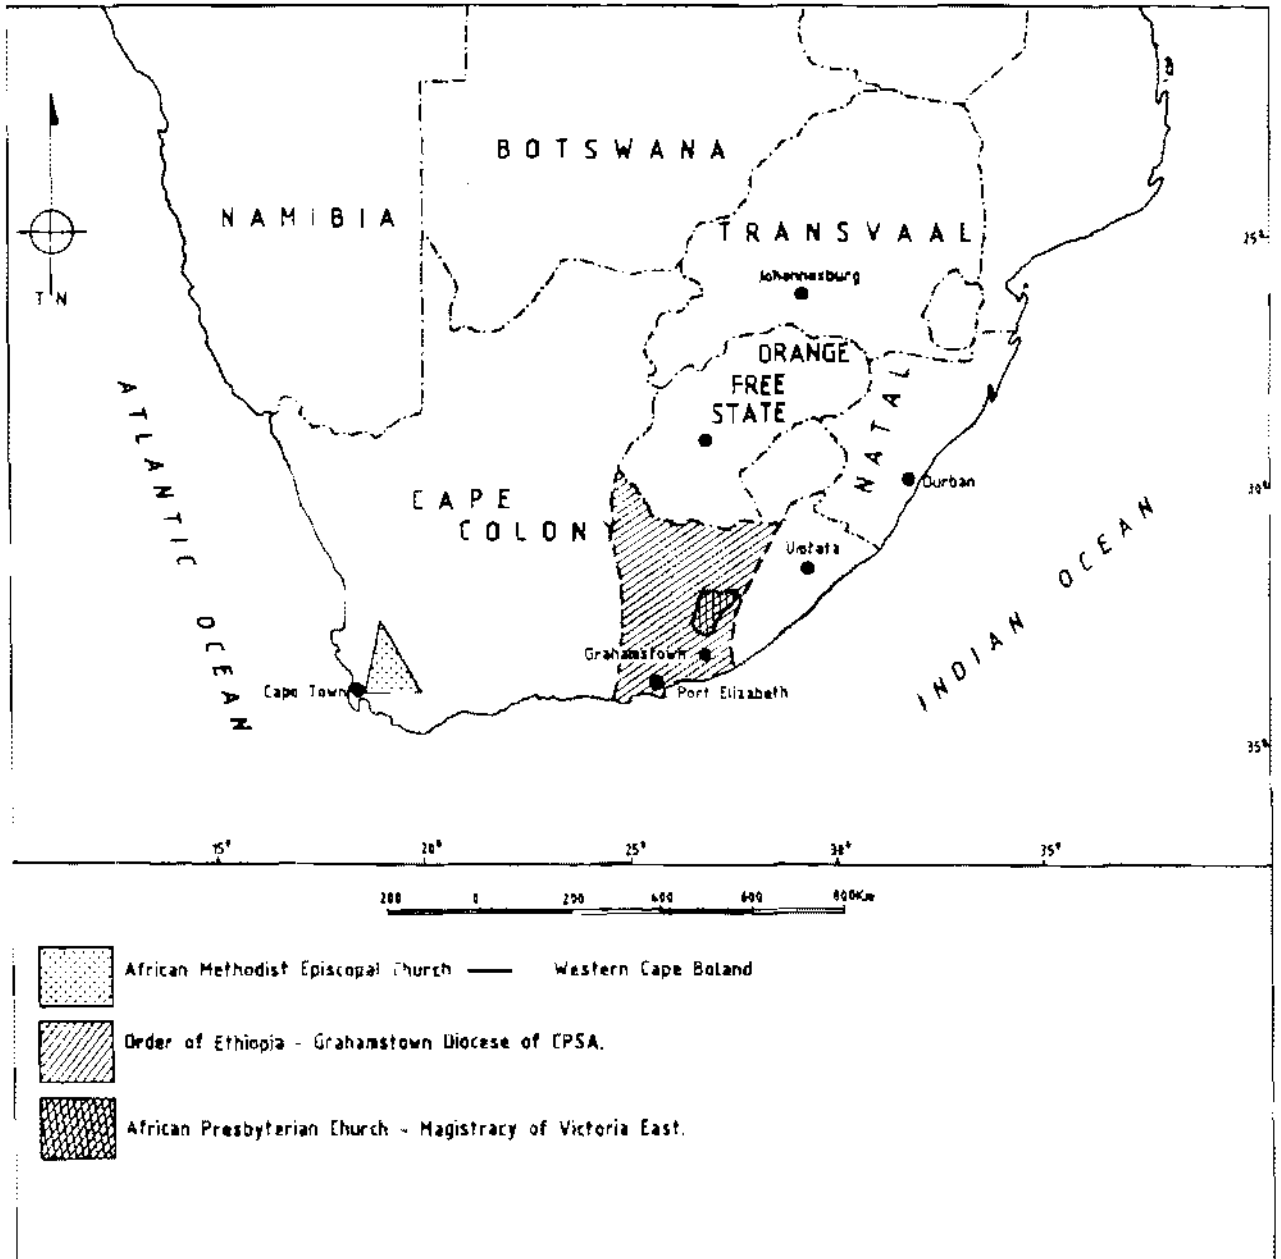 BOTSWANA
NAMIBIA
TRANSVAAL
25°
Johannesburg
TN
ORANGE
FREE
STATE
NATAL
ATLANTIC OCEAN
Durban
30°
CAPE
COLONY
Umtata
INDIAN OCEAN
Grahamstown
Cape Town
Port Elizabeth
35°
15° 20° 25° 30° 35°
200 0 200 400 600 800Km
African Methodist Episcopal Church — Western Cape Boland
Order of Ethiopia - Grahamstown Diocese of CPSA.
African Presbyterian Church - Magistracy of Victoria East.